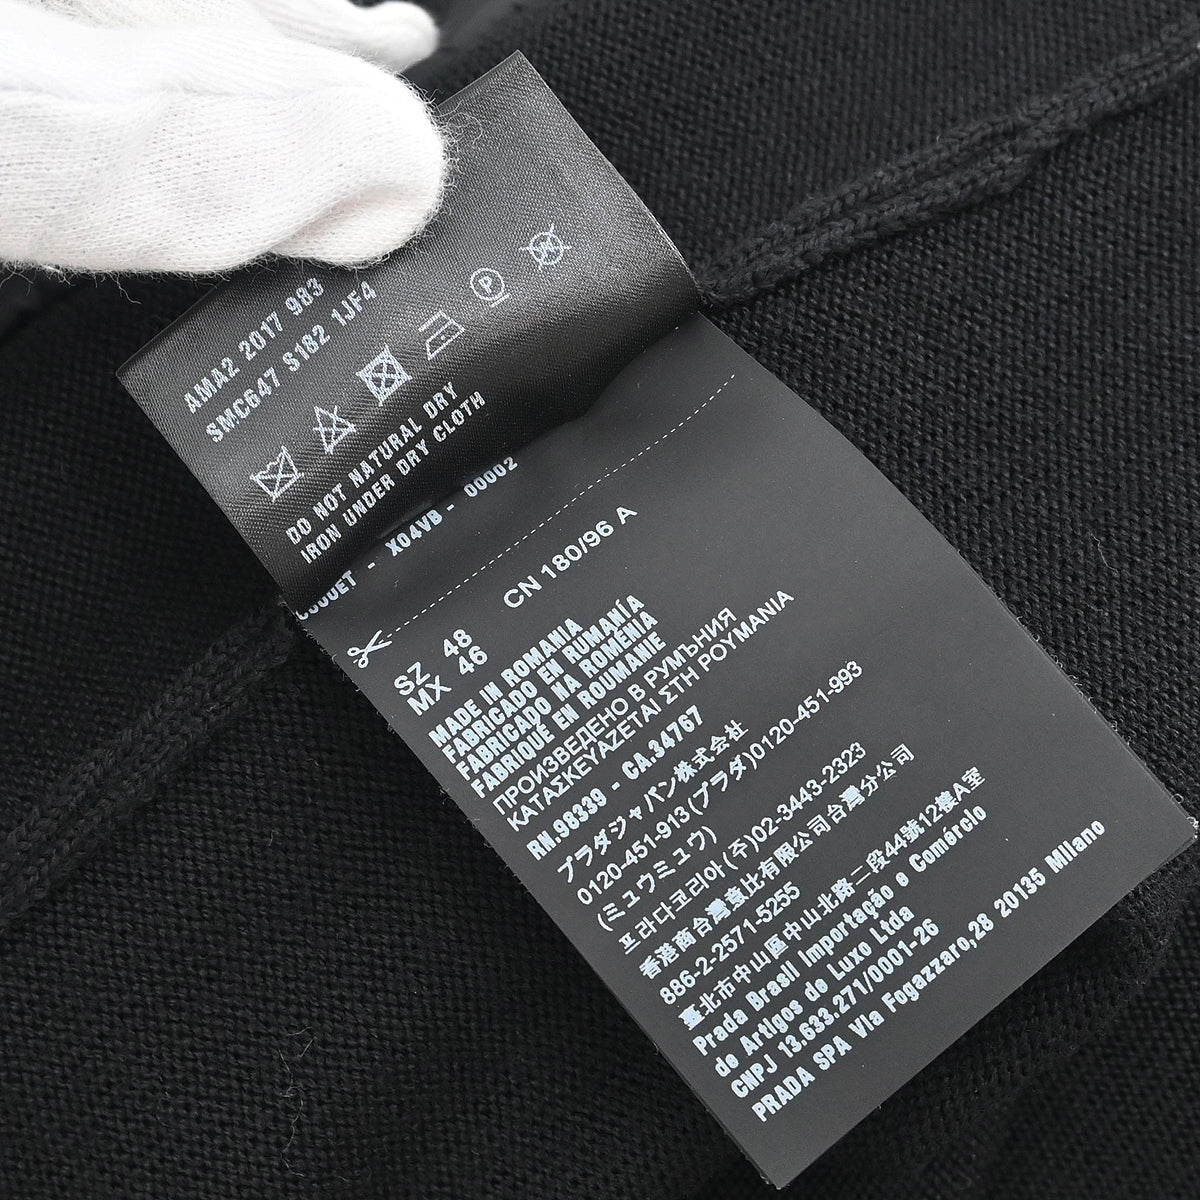 AMA2 2017 983
SMC647 S182 1JF4
P
DO NOT NATURAL DRY
IRON UNDER DRY CLOTH
- X04VB - 00002
CN 180/96 A
SZ 48
MX 46
MADE IN ROMANIA
FABRICADO EN RUMANÍA
FABRICADO NA ROMÊNIA
FABRIQUÉ EN ROUMANIE
ПРОИЗВЕДЕНО В РУМЪНИЯ
ΚΑΤΑΣΚΕΥΑΖΕΤΑΙ ΣΤΗ ΡΟΥΜΑΝΙΑ
RN.98339 - CA.34767
プラダジャパン株式会社
0120-451-913(プラダ)0120-451-993
(ミュウミュウ)
프라다코리아(주)02-3443-2323
香港商台灣意比有限公司台灣分公司
886-2-2571-5255
臺北市中山區中山北路二段44號12樓A室
Prada Brasil Importação e Comércio
de Artigos de Luxo Ltda
CNPJ 13.633.271/0001-26
PRADA SPA Via Fogazzaro,28 20135 Milano